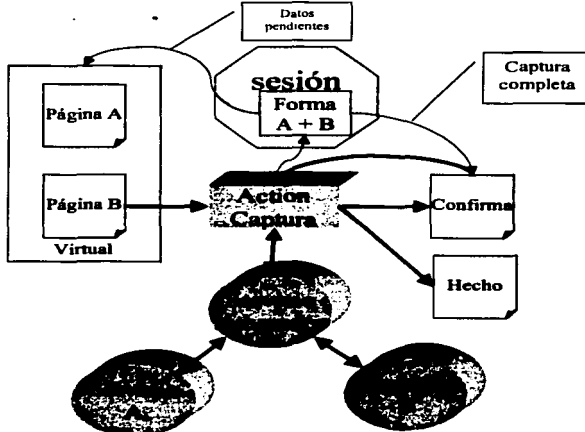 Datos
pendientes
sesión
Forma
A + B
Captura
completa
Página A
Página B
Virtual
Action
Captura
Confirma
Hecho
A